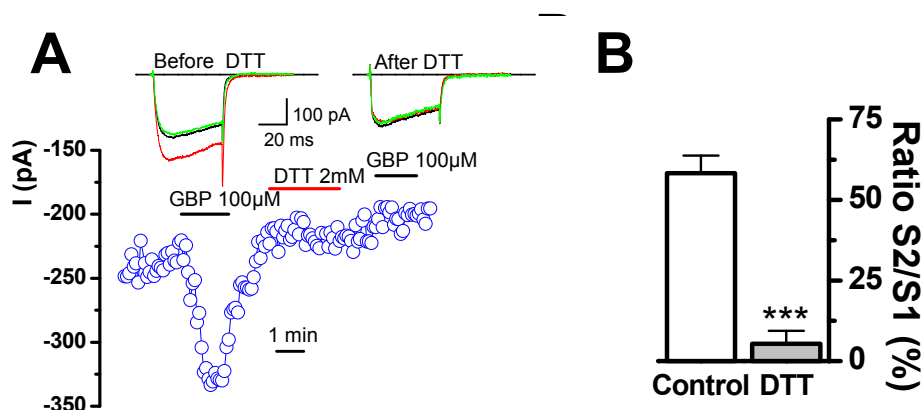 A
Before DTT
After DTT
100 pA
20 ms
I (pA)
-150
-200
-250
-300
-350
GBP 100µM
DTT 2mM
GBP 100µM
1 min
B
75
50
25
0
Ratio S2/S1 (%)
***
Control DTT